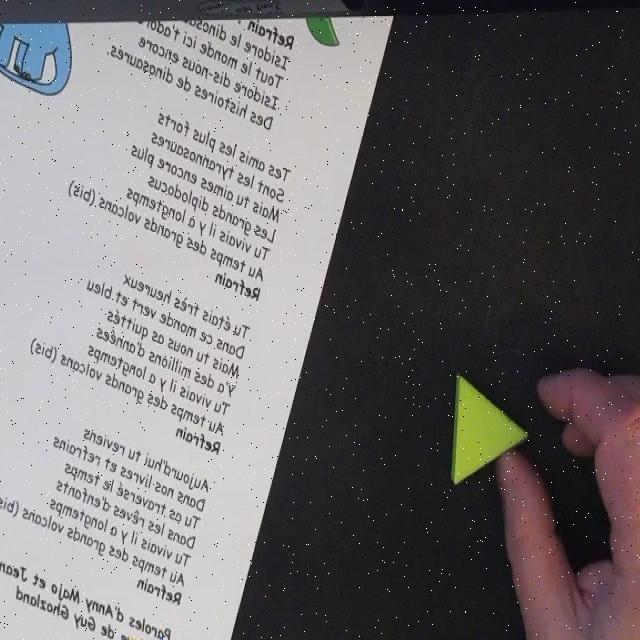 Refrain
Isidore le dinosau
Tout le monde ici t'adore
Isidore dis-nous encore
Des histoires de dinosaures.
Tes amis les plus forts
Sont les tyrannosaures
Mais tu aimes encore plus
Les grands diplodocus
Tu vivais il y a longtemps
Au temps des grands volcans (bis)
Refrain
Tu étais très heureux
Dans ce monde vert et bleu
Mais tu nous as quittés
Y'a des millions d'années
Tu vivais il y a longtemps
Au temps des grands volcans (bis)
Refrain
Aujourd'hui tu reviens
Dans nos livres et refrains
Tu as traversé le temps
Dans les rêves d'enfants
Tu vivais il y a longtemps
Au temps des grands volcans (bis
Refrain
Paroles d'Anny Majo et Jean
ue de Guy Ghozland